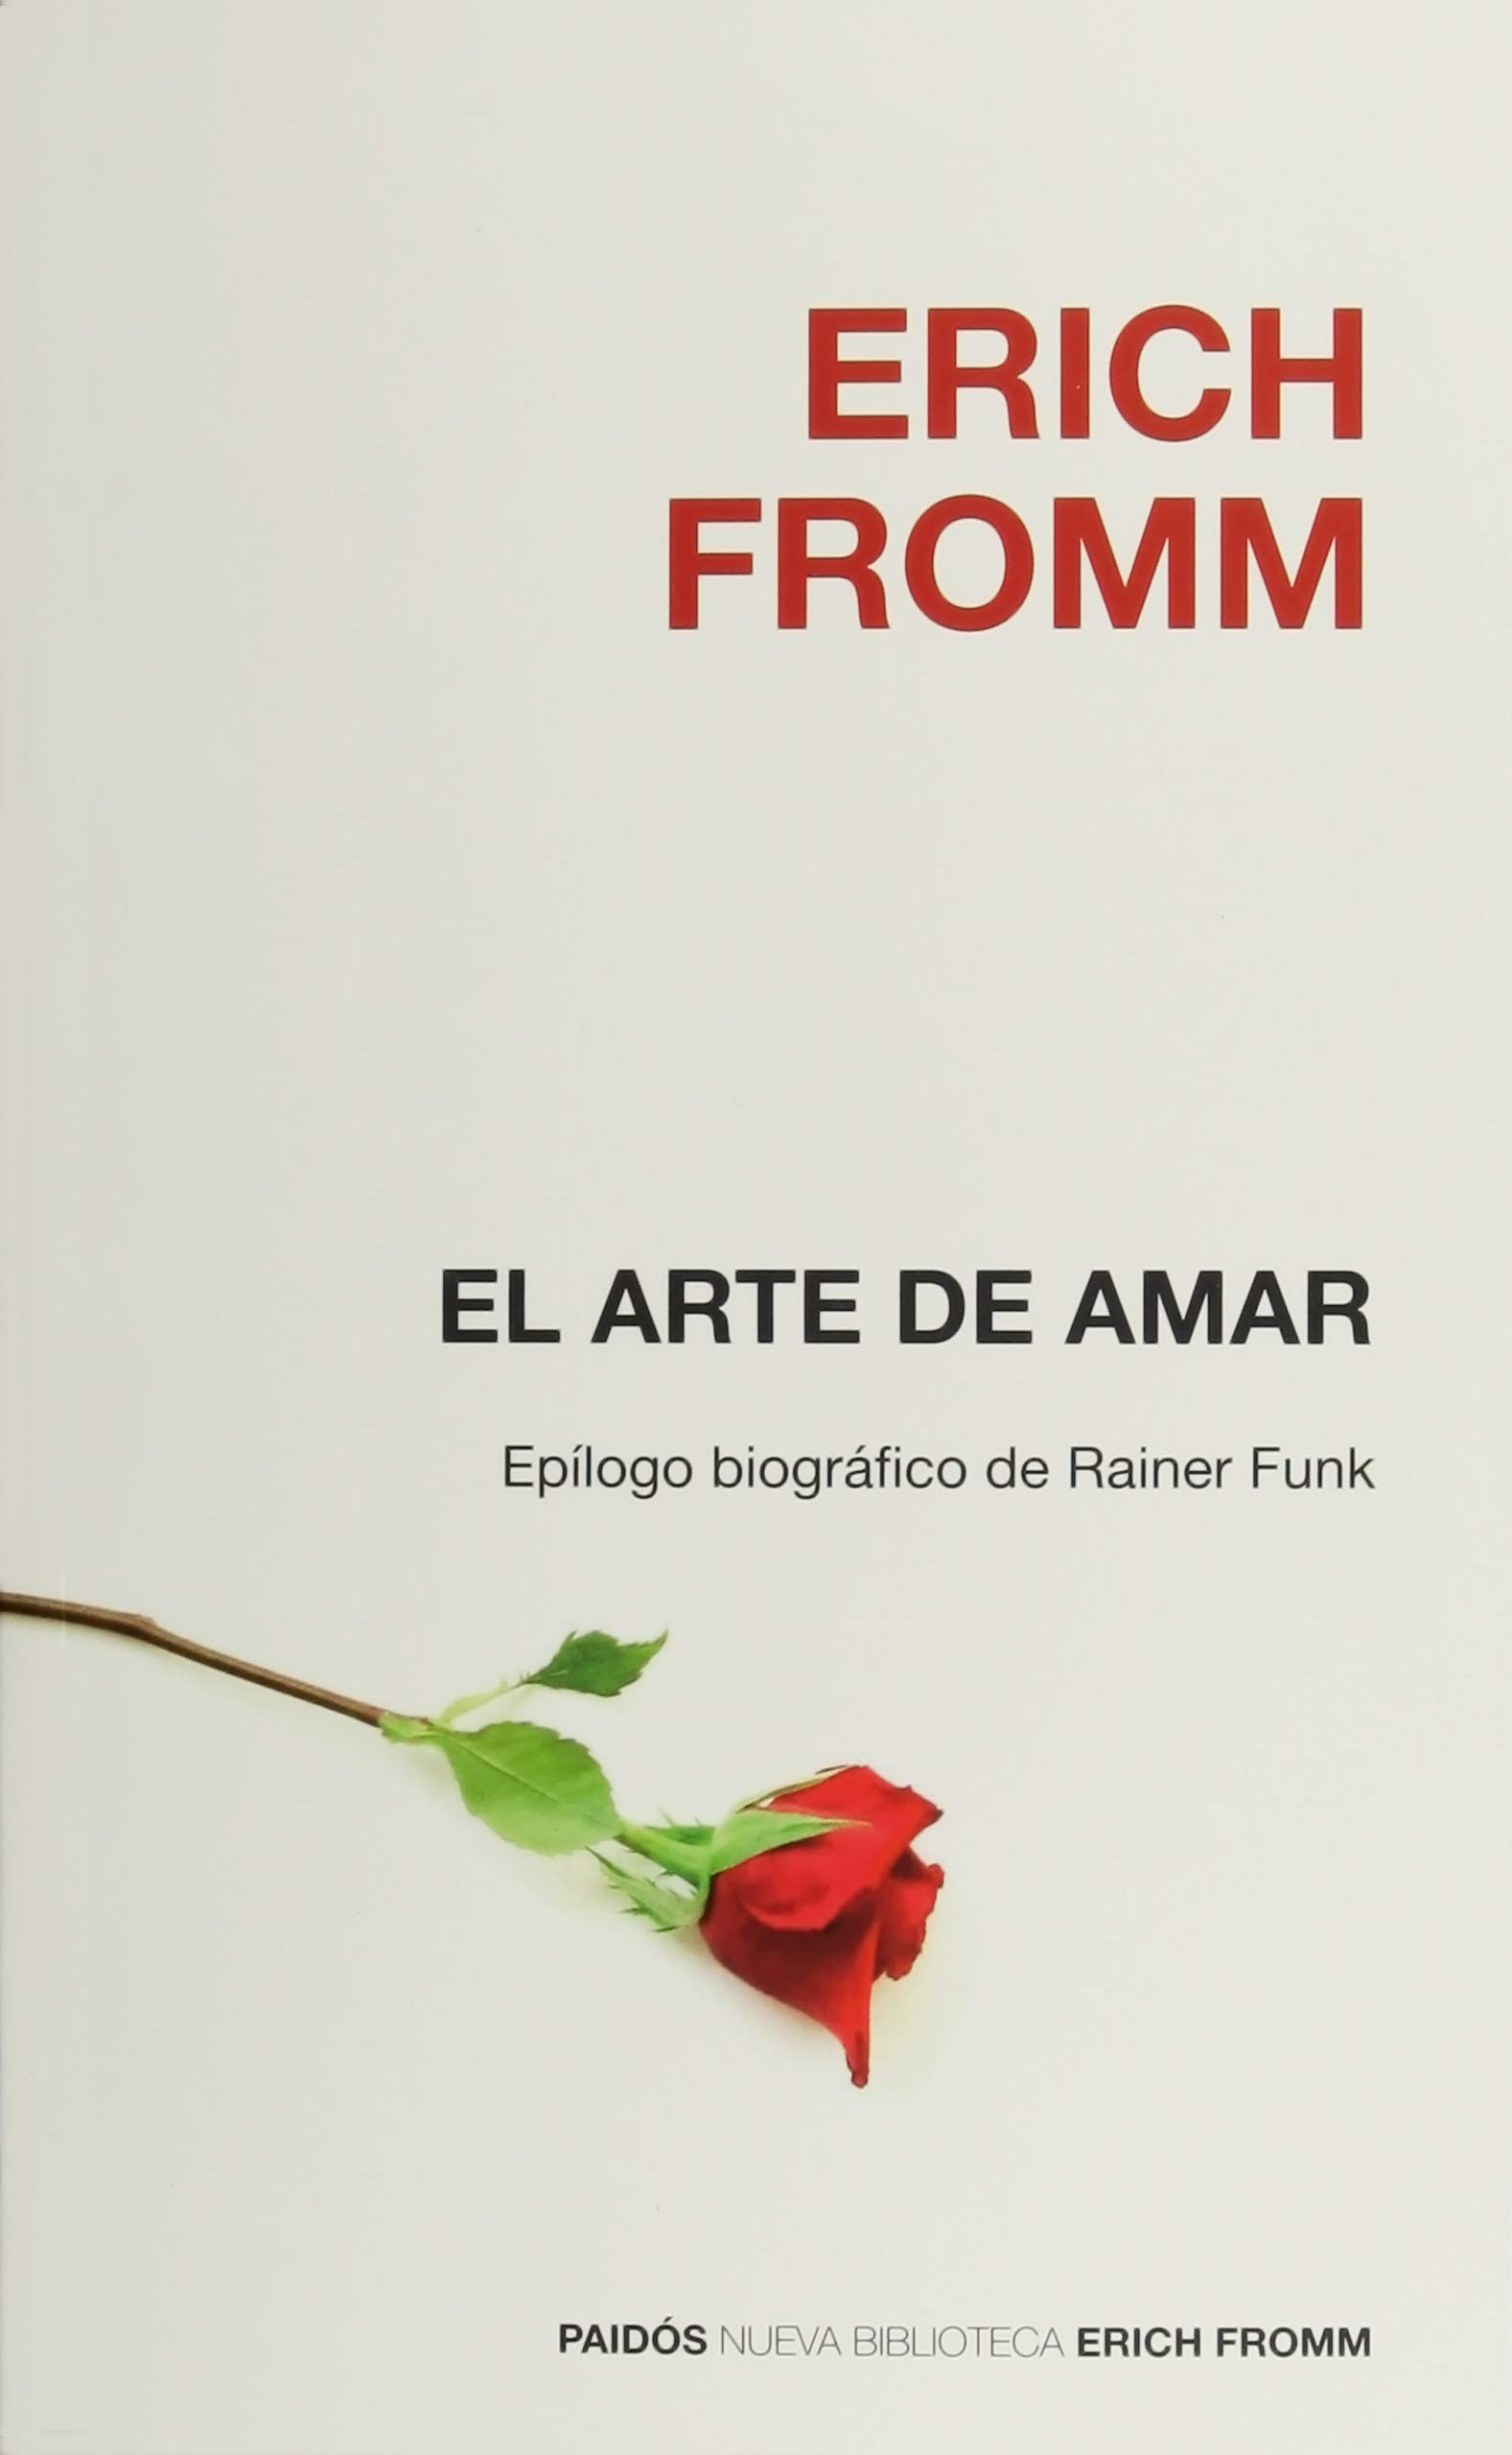 ERICH
FROMM
EL ARTE DE AMAR
Epílogo biográfico de Rainer Funk
PAIDÓS NUEVA BIBLIOTECA ERICH FROMM